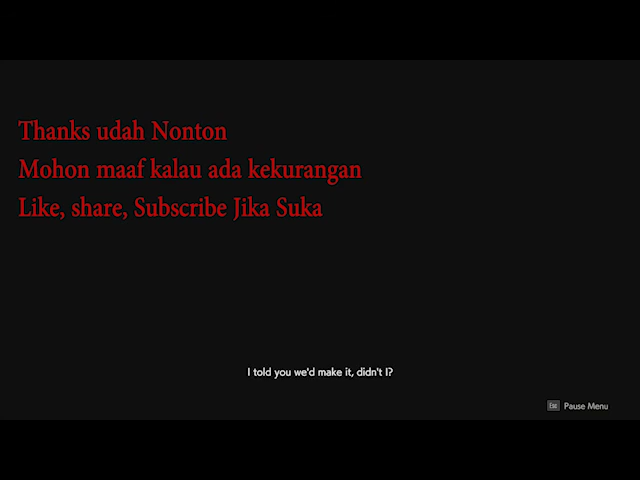 Thanks udah Nonton
Mohon maaf kalau ada kekurangan
Like, share, Subscribe Jika Suka
I told you we'd make it, didn't I?
Esc Pause Menu